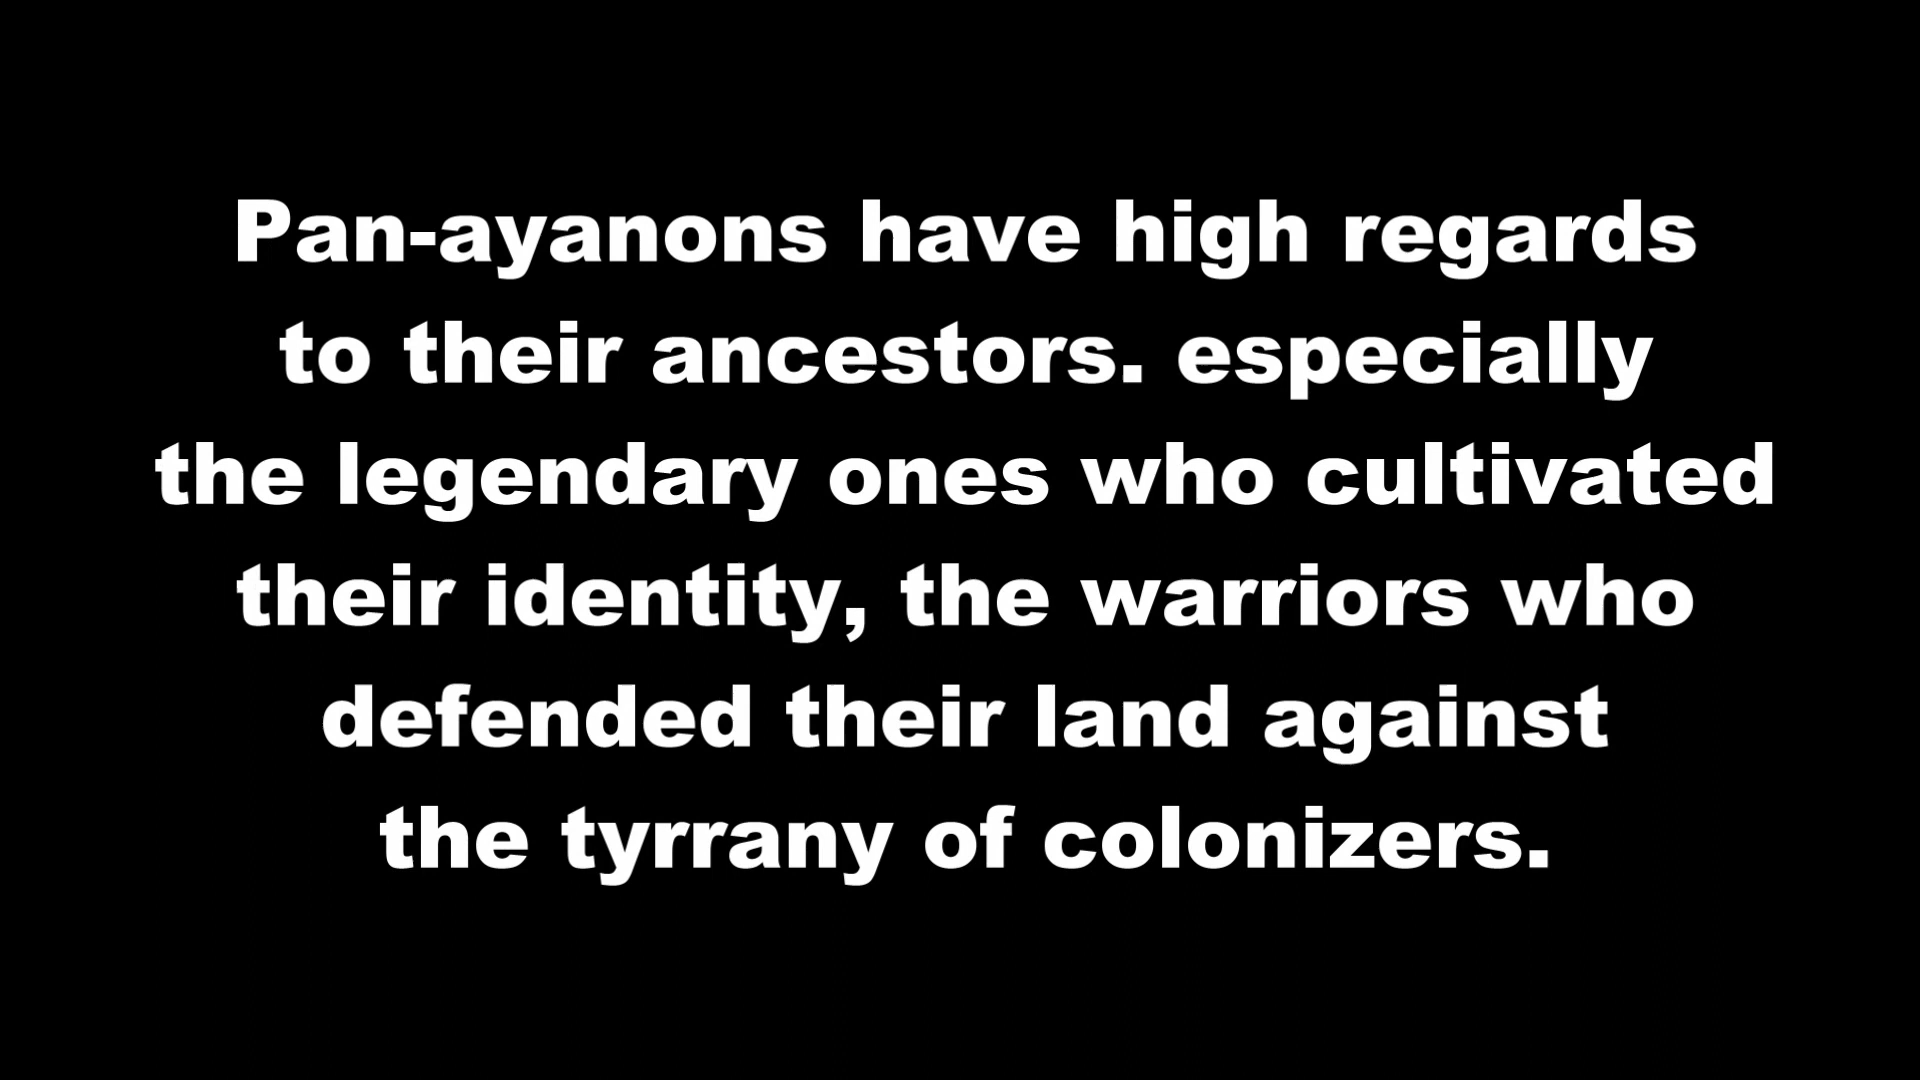 Pan-ayanons have high regards
to their ancestors. especially
the legendary ones who cultivated
their identity, the warriors who
defended their land against
the tyrrany of colonizers.